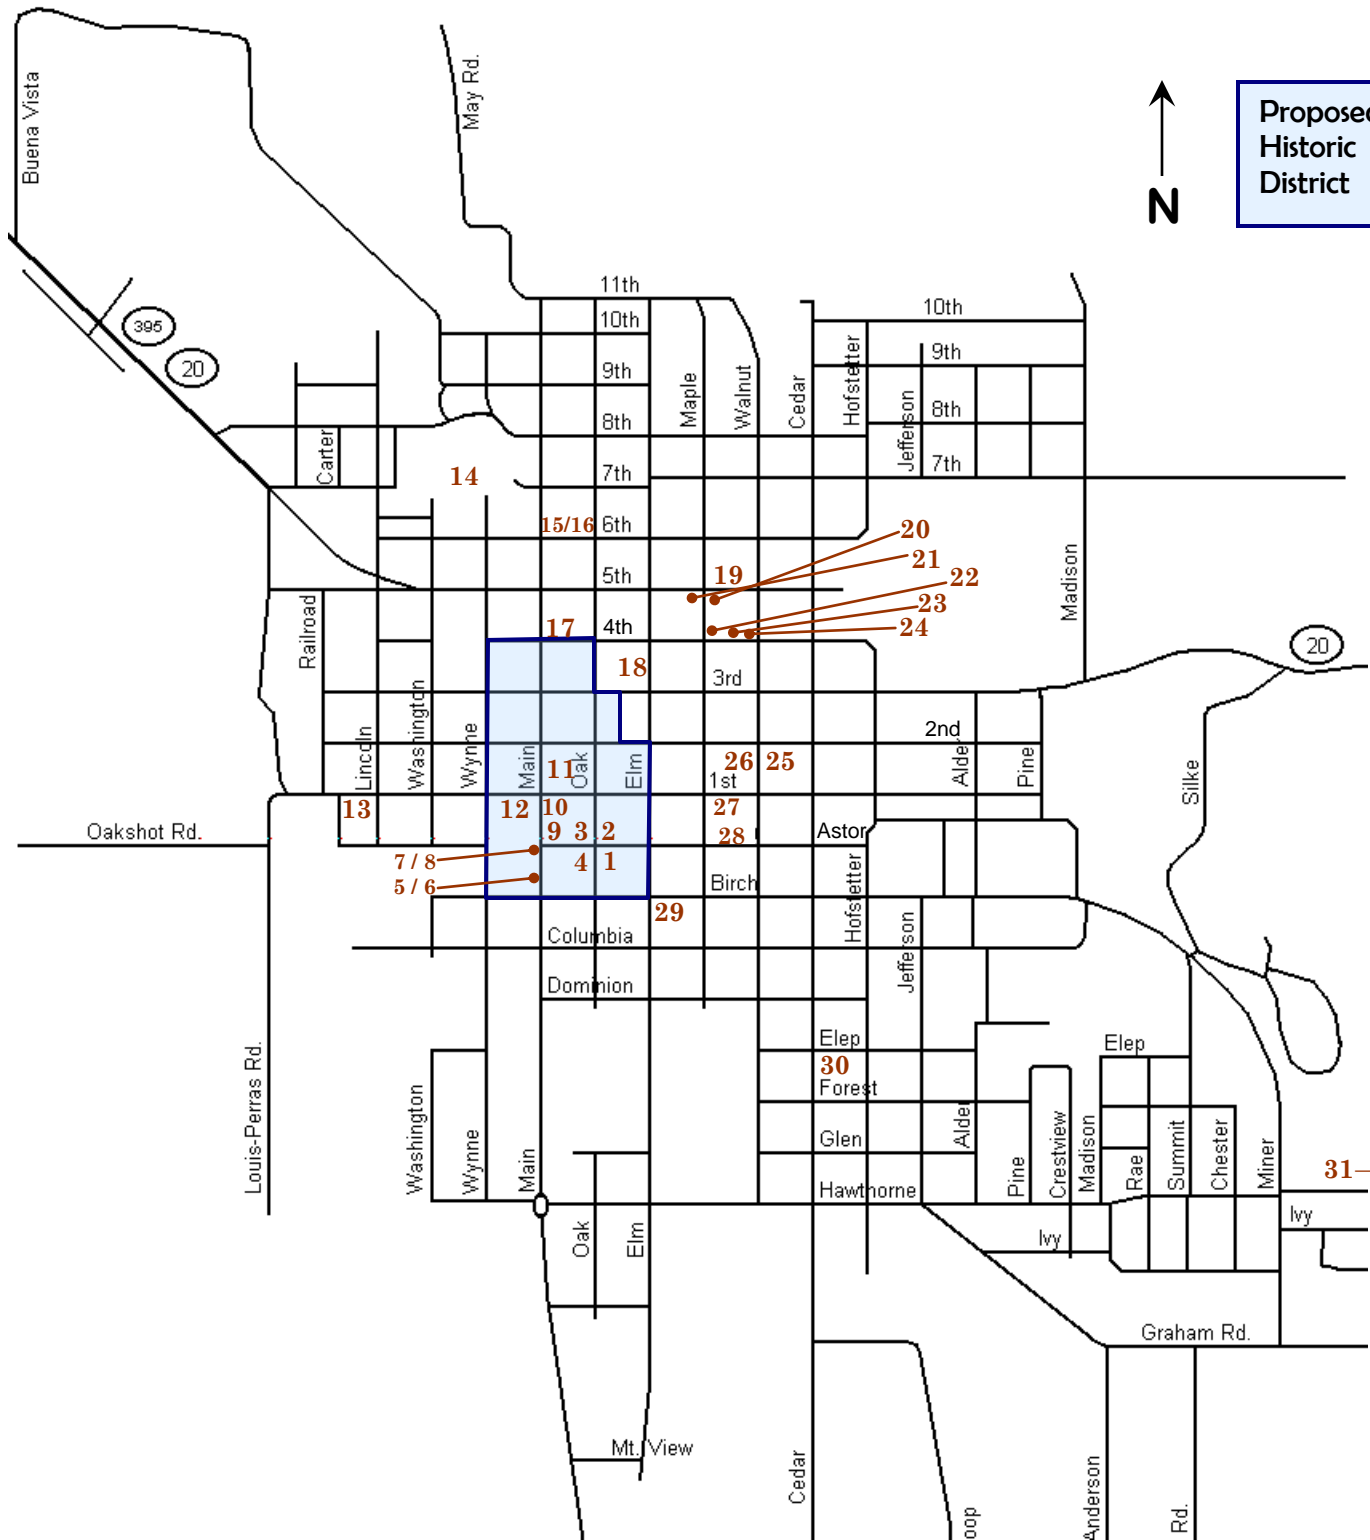 Buena Vista
May Rd.
N
Proposed
Historic
District
395
20
11th
10th
9th
8th
7th
6th
5th
4th
3rd
2nd
1st
10th
9th
8th
7th
Maple
Walnut
Cedar
Hofstetter
Jefferson
Madison
Carter
14
15/16
17
18
19
20
21
22
23
24
20
Railroad
Lincoln
Washington
Wynne
Main
Oak
Elm
Alder
Pine
Silke
11
26
25
13
12
10
27
9
3
2
28
Astor
Oakshot Rd.
7 / 8
4
1
5 / 6
Birch
29
Columbia
Hofstetter
Jefferson
Dominion
Louis-Perras Rd.
Elep
30
Forest
Glen
Hawthorne
Elep
Washington
Wynne
Main
Alder
Pine
Crestview
Madison
Rae
Summit
Chester
Miner
31
Ivy
Ivy
Oak
Elm
Graham Rd.
Mt. View
Cedar
oop
Anderson
Rd.